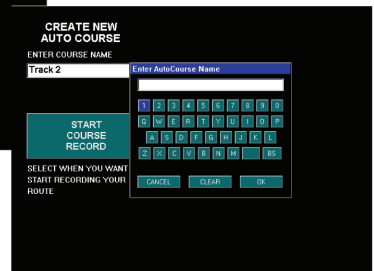 CREATE NEW
AUTO COURSE
ENTER COURSE NAME
Track 2
Enter AutoCourse Name
1 2 3 4 5 6 7 8 9 0
Q W E R T Y U I O P
A S D F G H J K L
Z X C V B N M BS
CANCEL CLEAR OK
START
COURSE
RECORD
SELECT WHEN YOU WANT
START RECORDING YOUR
ROUTE